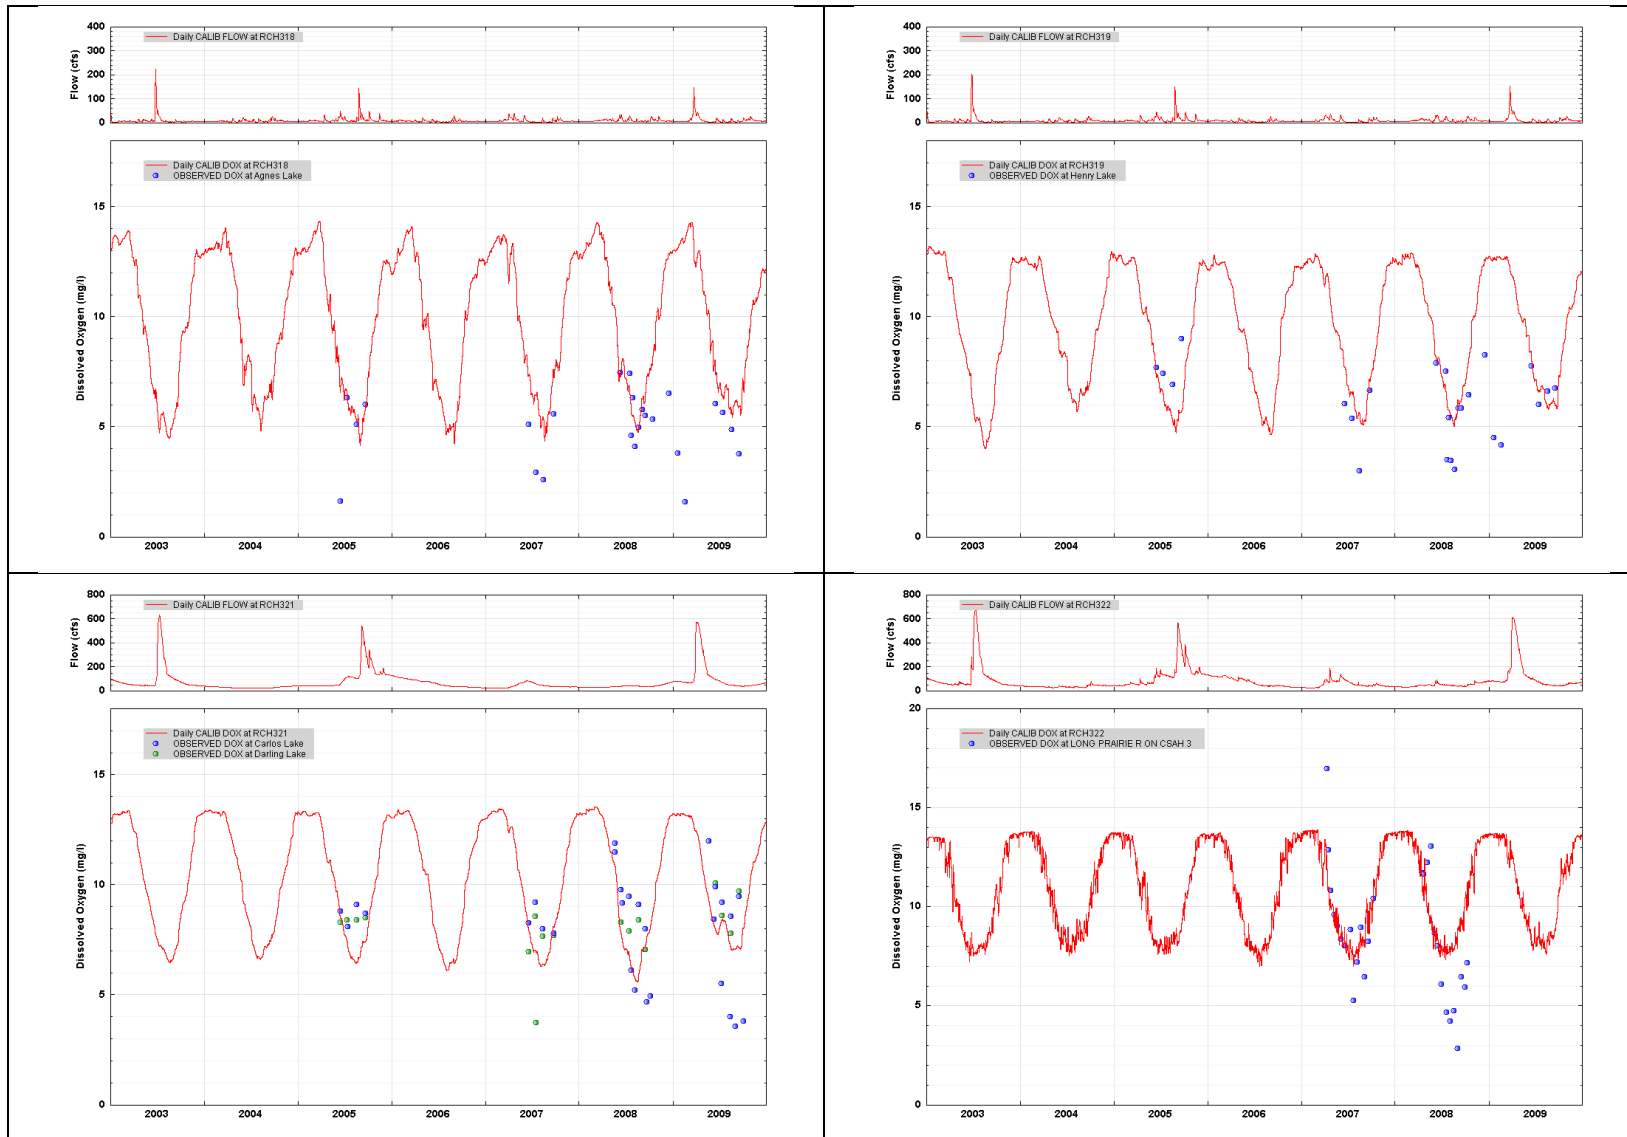 400
300
200
100
0
Flow (cfs)
Daily CALIB FLOW at RCH318
15
10
5
0
Dissolved Oxygen (mg/l)
Daily CALIB DOX at RCH318
OBSERVED DOX at Agnes Lake
2003 2004 2005 2006 2007 2008 2009
400
300
200
100
0
Flow (cfs)
Daily CALIB FLOW at RCH319
15
10
5
0
Dissolved Oxygen (mg/l)
Daily CALIB DOX at RCH319
OBSERVED DOX at Henry Lake
2003 2004 2005 2006 2007 2008 2009
800
600
400
200
0
Flow (cfs)
Daily CALIB FLOW at RCH321
15
10
5
0
Dissolved Oxygen (mg/l)
Daily CALIB DOX at RCH321
OBSERVED DOX at Carlos Lake
OBSERVED DOX at Darling Lake
2003 2004 2005 2006 2007 2008 2009
800
600
400
200
0
Flow (cfs)
Daily CALIB FLOW at RCH322
20
15
10
5
0
Dissolved Oxygen (mg/l)
Daily CALIB DOX at RCH322
OBSERVED DOX at LONG PRAIRIE R ON CSAH 3
2003 2004 2005 2006 2007 2008 2009